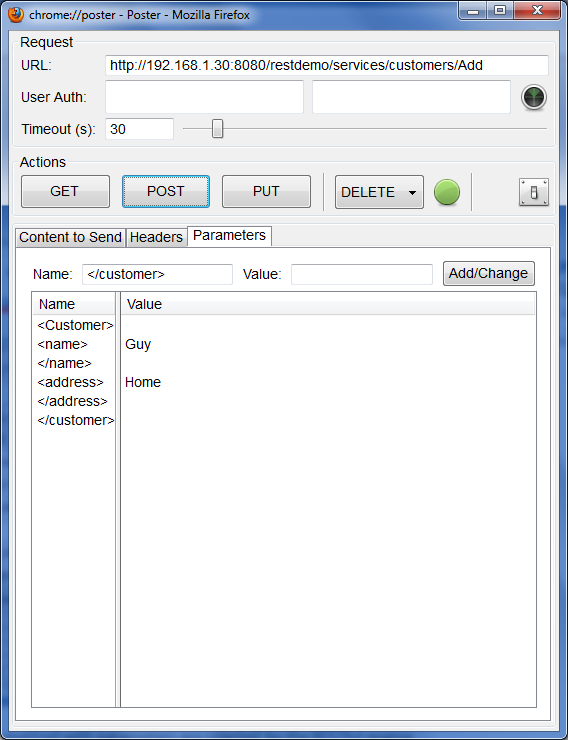 chrome://poster - Poster - Mozilla Firefox
Request
URL: http://192.168.1.30:8080/restdemo/services/customers/Add
User Auth:
Timeout (s): 30
Actions
GET POST PUT DELETE
Content to Send Headers Parameters
Name: </customer> Value: Add/Change
Name Value
<Customer>
<name> Guy
</name>
<address> Home
</address>
</customer>